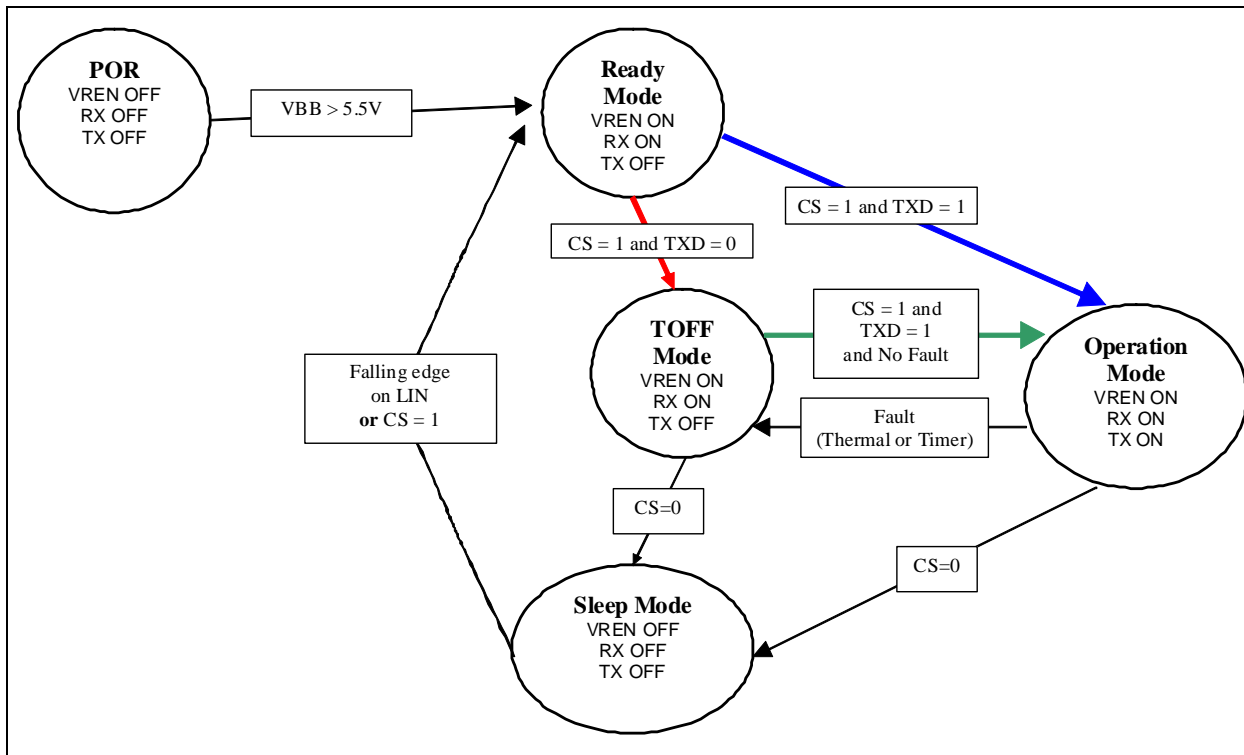 POR
VREN OFF
RX OFF
TX OFF
VBB > 5.5V
Ready
Mode
VREN ON
RX ON
TX OFF
CS = 1 and TXD = 1
CS = 1 and TXD = 0
TOFF
Mode
VREN ON
RX ON
TX OFF
CS = 1 and
TXD = 1
and No Fault
Operation
Mode
VREN ON
RX ON
TX ON
Falling edge
on LIN
or CS = 1
Fault
(Thermal or Timer)
CS=0
CS=0
Sleep Mode
VREN OFF
RX OFF
TX OFF